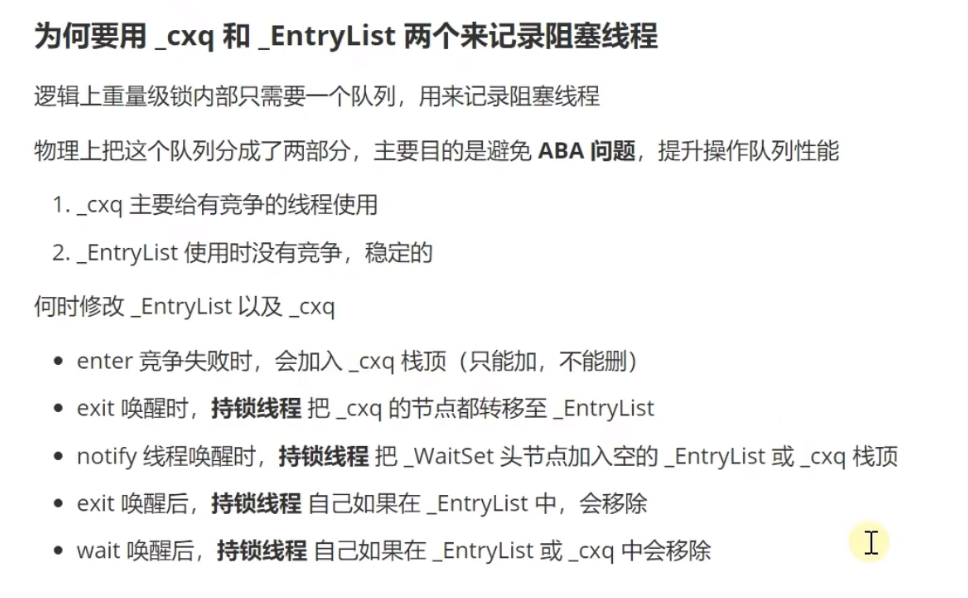 为何要用 _cxq 和 _EntryList 两个来记录阻塞线程
逻辑上重量级锁内部只需要一个队列，用来记录阻塞线程
物理上把这个队列分成了两部分，主要目的是避免 ABA 问题，提升操作队列性能
1. _cxq 主要给有竞争的线程使用
2. _EntryList 使用时没有竞争，稳定的
何时修改 _EntryList 以及 _cxq
• enter 竞争失败时，会加入 _cxq 栈顶（只能加，不能删）
• exit 唤醒时，持锁线程 把 _cxq 的节点都转移至 _EntryList
• notify 线程唤醒时，持锁线程 把 _WaitSet 头节点加入空的 _EntryList 或 _cxq 栈顶
• exit 唤醒后，持锁线程 自己如果在 _EntryList 中，会移除
• wait 唤醒后，持锁线程 自己如果在 _EntryList 或 _cxq 中会移除